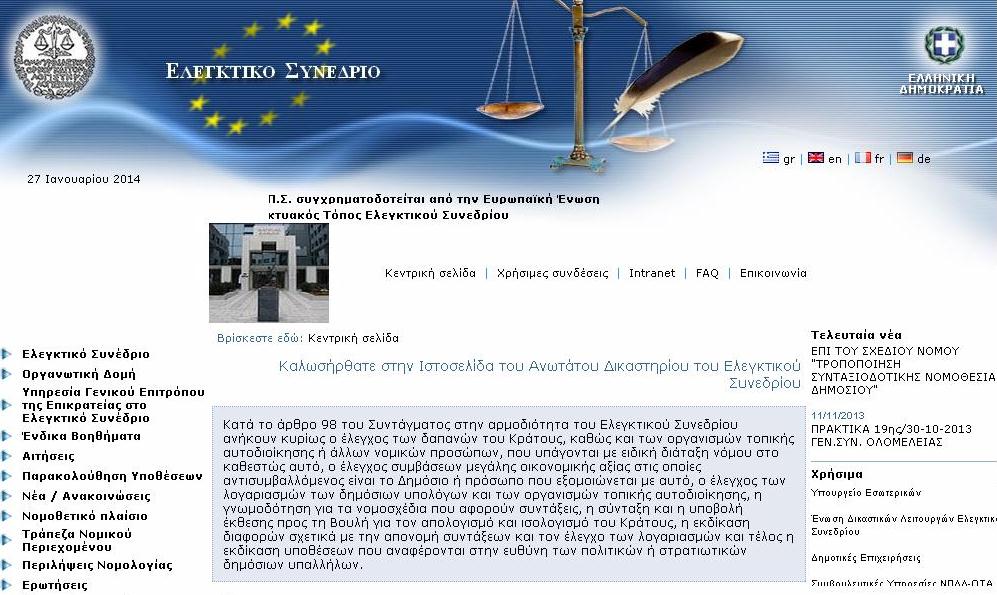 ΕΛΕΓΚΤΙΚΟ ΣΥΝΕΔΡΙΟ
ΕΛΛΗΝΙΚΗ
ΔΗΜΟΚΡΑΤΙΑ
gr | en | fr | de
27 Ιανουαρίου 2014
Π.Σ. συγχρηματοδοτείται από την Ευρωπαϊκή Ένωση
κτυακός Τόπος Ελεγκτικού Συνεδρίου
Κεντρική σελίδα | Χρήσιμες συνδέσεις | Intranet | FAQ | Επικοινωνία
Βρίσκεστε εδώ: Κεντρική σελίδα
Ελεγκτικό Συνέδριο
Οργανωτική Δομή
Υπηρεσία Γενικού Επιτρόπου
της Επικρατείας στο
Ελεγκτικό Συνέδριο
Ένδικα Βοηθήματα
Αιτήσεις
Παρακολούθηση Υποθέσεων
Νέα / Ανακοινώσεις
Νομοθετικό πλαίσιο
Τράπεζα Νομικού
Περιεχομένου
Περιλήψεις Νομολογίας
Ερωτήσεις
Καλωσήρθατε στην Ιστοσελίδα του Ανωτάτου Δικαστηρίου του Ελεγκτικού
Συνεδρίου
Κατά το άρθρο 98 του Συντάγματος στην αρμοδιότητα του Ελεγκτικού Συνεδρίου
ανήκουν κυρίως ο έλεγχος των δαπανών του Κράτους, καθώς και των οργανισμών τοπικής
αυτοδιοίκησης ή άλλων νομικών προσώπων, που υπάγονται με ειδική διάταξη νόμου στο
καθεστώς αυτό, ο έλεγχος συμβάσεων μεγάλης οικονομικής αξίας στις οποίες
αντισυμβαλλόμενος είναι το Δημόσιο ή πρόσωπο που εξομοιώνεται με αυτό, ο έλεγχος των
λογαριασμών των δημόσιων υπολόγων και των οργανισμών τοπικής αυτοδιοίκησης, η
γνωμοδότηση για τα νομοσχέδια που αφορούν συντάξεις, η σύνταξη και η υποβολή
έκθεσης προς τη Βουλή για τον απολογισμό και ισολογισμό του Κράτους, η εκδίκαση
διαφορών σχετικά με την απονομή συντάξεων και τον έλεγχο των λογαριασμών και τέλος η
εκδίκαση υποθέσεων που αναφέρονται στην ευθύνη των πολιτικών ή στρατιωτικών
δημόσιων υπαλλήλων.
Τελευταία νέα
ΕΠΙ ΤΟΥ ΣΧΕΔΙΟΥ ΝΟΜΟΥ
"ΤΡΟΠΟΠΟΙΗΣΗ
ΣΥΝΤΑΞΙΟΔΟΤΙΚΗΣ ΝΟΜΟΘΕΣΙΑ
ΔΗΜΟΣΙΟΥ"
11/11/2013
ΠΡΑΚΤΙΚΑ 19ης/30-10-2013
ΓΕΝ.ΣΥΝ. ΟΛΟΜΕΛΕΙΑΣ
Χρήσιμα
Υπουργείο Εσωτερικών
Ένωση Δικαστικών Λειτουργών Ελεγκτικ
Συνεδρίου
Δημοτικές Επιχειρήσεις
Συμβουλευτικές Υπηρεσίες ΝΠΔΔ-ΟΤΑ